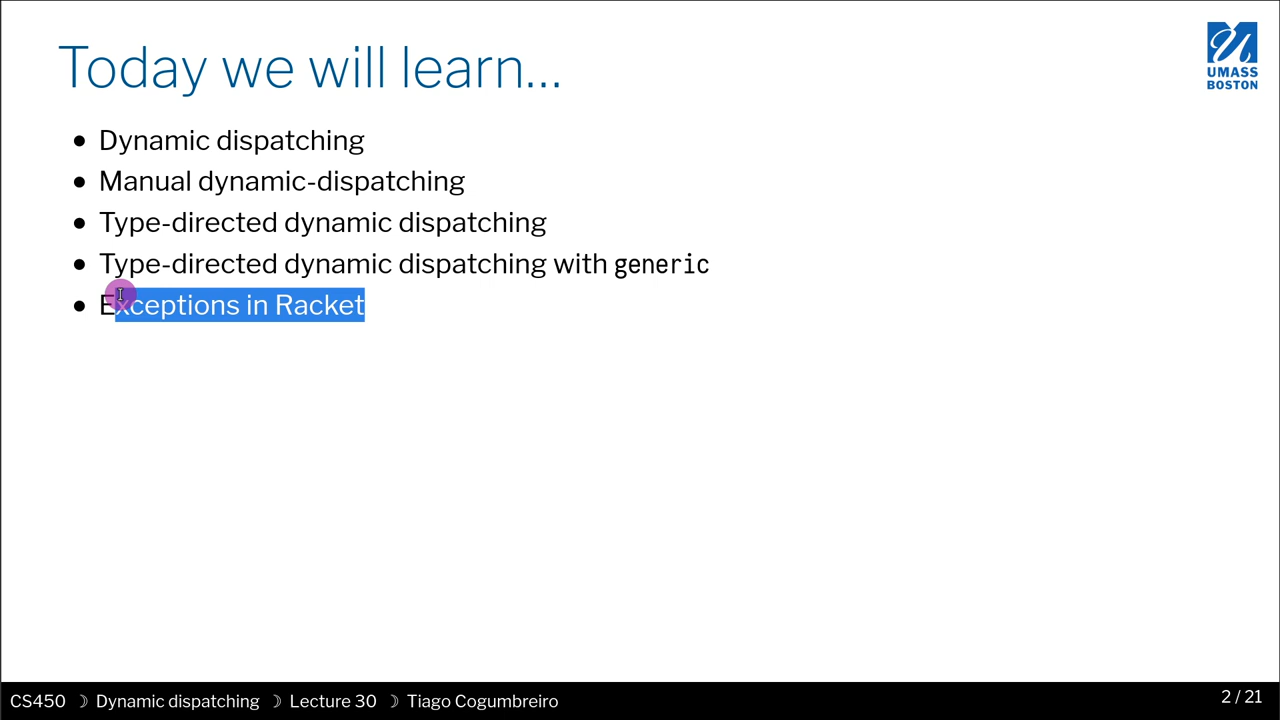 Today we will learn...
UMASS
BOSTON
• Dynamic dispatching
• Manual dynamic-dispatching
• Type-directed dynamic dispatching
• Type-directed dynamic dispatching with generic
• Exceptions in Racket
CS450 ☽ Dynamic dispatching ☽ Lecture 30 ☽ Tiago Cogumbreiro
2 / 21